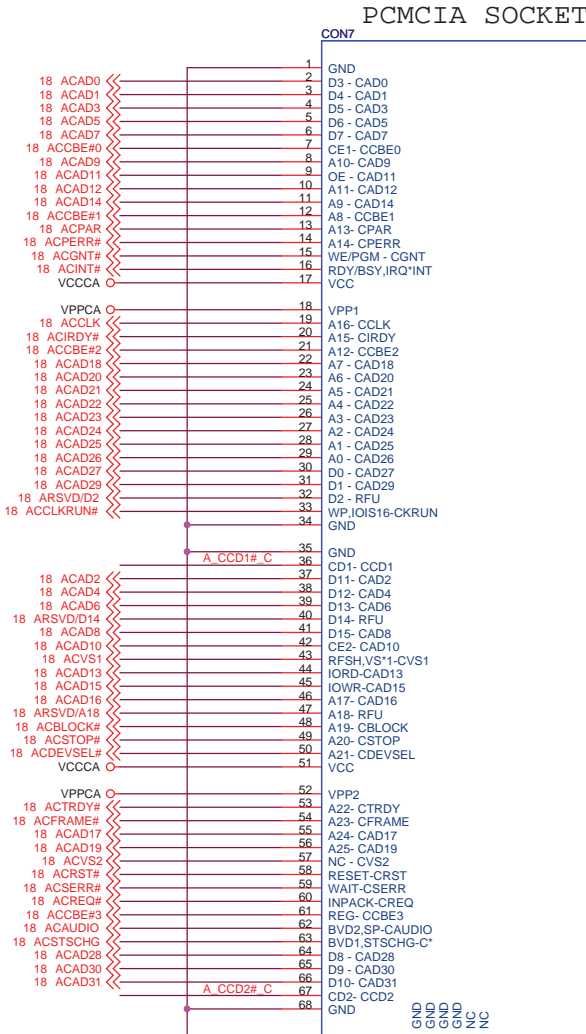 PCMCIA SOCKET
CON7
1 GND
18 ACAD0 2 D3 - CAD0
18 ACAD1 3 D4 - CAD1
18 ACAD3 4 D5 - CAD3
18 ACAD5 5 D6 - CAD5
18 ACAD7 6 D7 - CAD7
18 ACCBE#0 7 CE1- CCBE0
18 ACAD9 8 A10- CAD9
18 ACAD11 9 OE - CAD11
18 ACAD12 10 A11- CAD12
18 ACAD14 11 A9 - CAD14
18 ACCBE#1 12 A8 - CCBE1
18 ACPAR 13 A13- CPAR
18 ACPERR# 14 A14- CPERR
18 ACGNT# 15 WE/PGM - CGNT
18 ACINT# 16 RDY/BSY,IRQ*INT
VCCCA 17 VCC
VPPCA 18 VPP1
18 ACCLK 19 A16- CCLK
18 ACIRDY# 20 A15- CIRDY
18 ACCBE#2 21 A12- CCBE2
18 ACAD18 22 A7 - CAD18
18 ACAD20 23 A6 - CAD20
18 ACAD21 24 A5 - CAD21
18 ACAD22 25 A4 - CAD22
18 ACAD23 26 A3 - CAD23
18 ACAD24 27 A2 - CAD24
18 ACAD25 28 A1 - CAD25
18 ACAD26 29 A0 - CAD26
18 ACAD27 30 D0 - CAD27
18 ACAD29 31 D1 - CAD29
18 ARSVD/D2 32 D2 - RFU
18 ACCLKRUN# 33 WP,IOIS16-CKRUN
34 GND
35 GND
A_CCD1#_C 36 CD1- CCD1
18 ACAD2 37 D11- CAD2
18 ACAD4 38 D12- CAD4
18 ACAD6 39 D13- CAD6
18 ARSVD/D14 40 D14- RFU
18 ACAD8 41 D15- CAD8
18 ACAD10 42 CE2- CAD10
18 ACVS1 43 RFSH,VS*1-CVS1
18 ACAD13 44 IORD-CAD13
18 ACAD15 45 IOWR-CAD15
18 ACAD16 46 A17- CAD16
18 ARSVD/A18 47 A18- RFU
18 ACBLOCK# 48 A19- CBLOCK
18 ACSTOP# 49 A20- CSTOP
18 ACDEVSEL# 50 A21- CDEVSEL
VCCCA 51 VCC
VPPCA 52 VPP2
18 ACTRDY# 53 A22- CTRDY
18 ACFRAME# 54 A23- CFRAME
18 ACAD17 55 A24- CAD17
18 ACAD19 56 A25- CAD19
18 ACVS2 57 NC - CVS2
18 ACRST# 58 RESET-CRST
18 ACSERR# 59 WAIT-CSERR
18 ACREQ# 60 INPACK-CREQ
18 ACCBE#3 61 REG- CCBE3
18 ACAUDIO 62 BVD2,SP-CAUDIO
18 ACSTSCHG 63 BVD1,STSCHG-C*
18 ACAD28 64 D8 - CAD28
18 ACAD30 65 D9 - CAD30
18 ACAD31 66 D10- CAD31
A_CCD2#_C 67 CD2- CCD2
68 GND
GND
GND
GND
GND
NC
NC